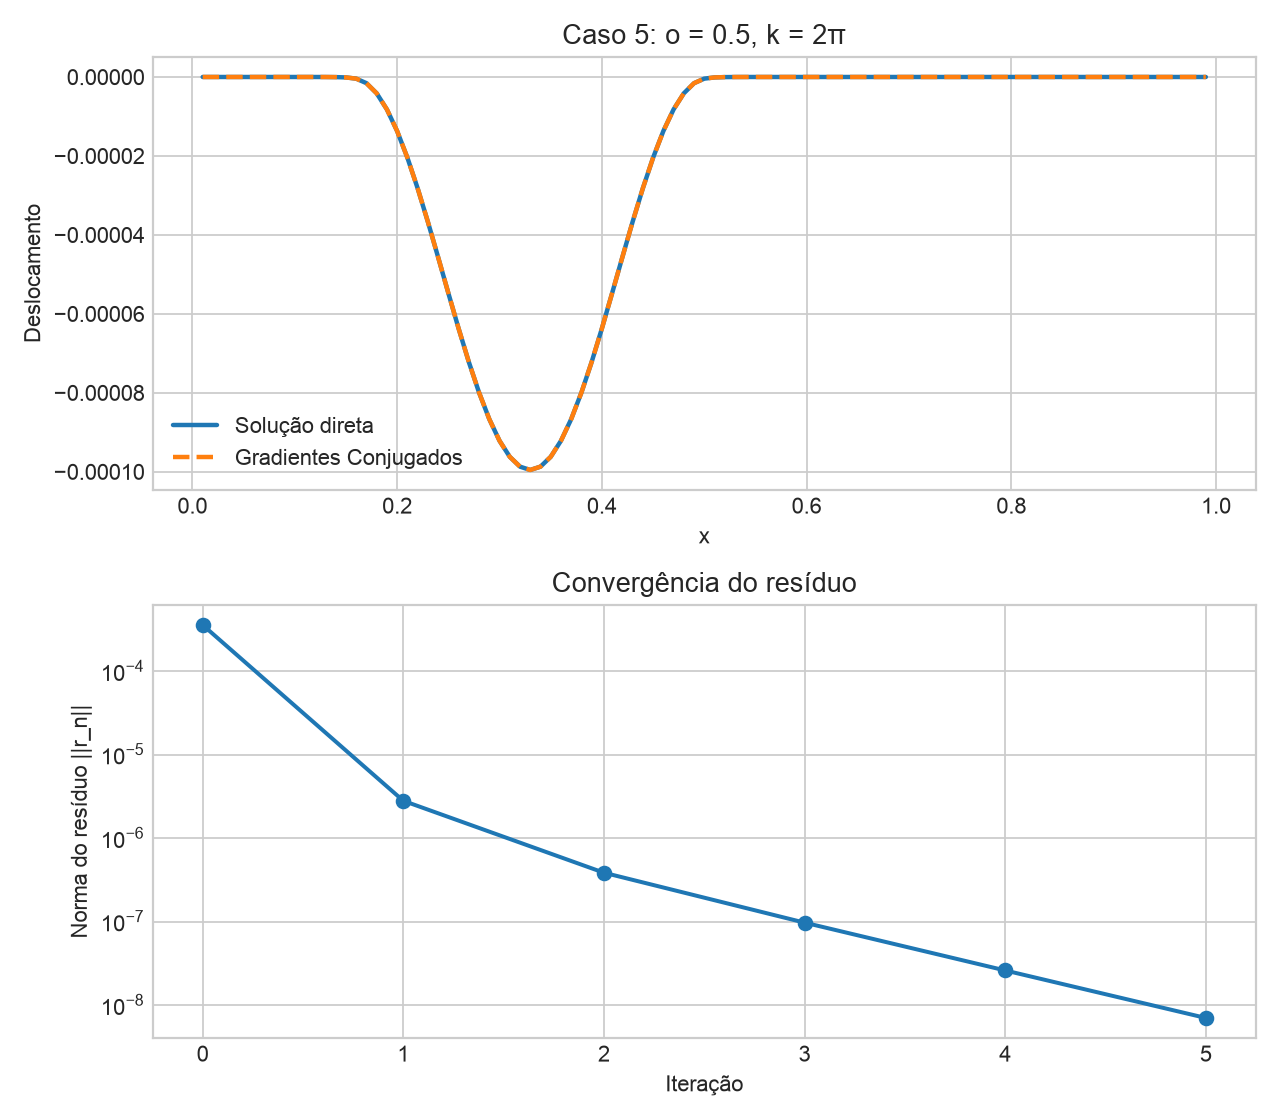 Caso 5: o = 0.5, k = 2π
0.00000
−0.00002
−0.00004
−0.00006
−0.00008
−0.00010
Deslocamento
Solução direta
Gradientes Conjugados
0.0 0.2 0.4 0.6 0.8 1.0
x
Convergência do resíduo
10⁻⁴
10⁻⁵
10⁻⁶
10⁻⁷
10⁻⁸
Norma do resíduo ||r_n||
0 1 2 3 4 5
Iteração